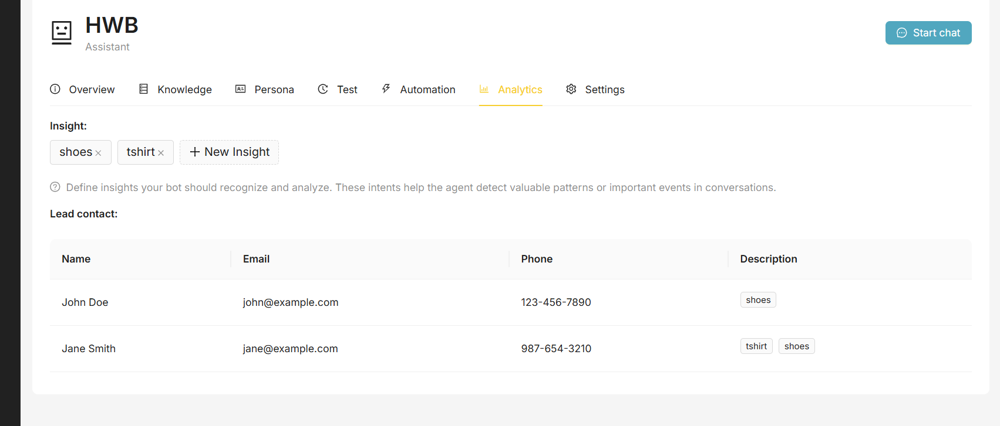 HWB
Assistant
Start chat
Overview Knowledge Persona Test Automation Analytics Settings
Insight:
shoes × tshirt × + New Insight
Define insights your bot should recognize and analyze. These intents help the agent detect valuable patterns or important events in conversations.
Lead contact:
Name Email Phone Description
John Doe john@example.com 123-456-7890 shoes
Jane Smith jane@example.com 987-654-3210 tshirt shoes